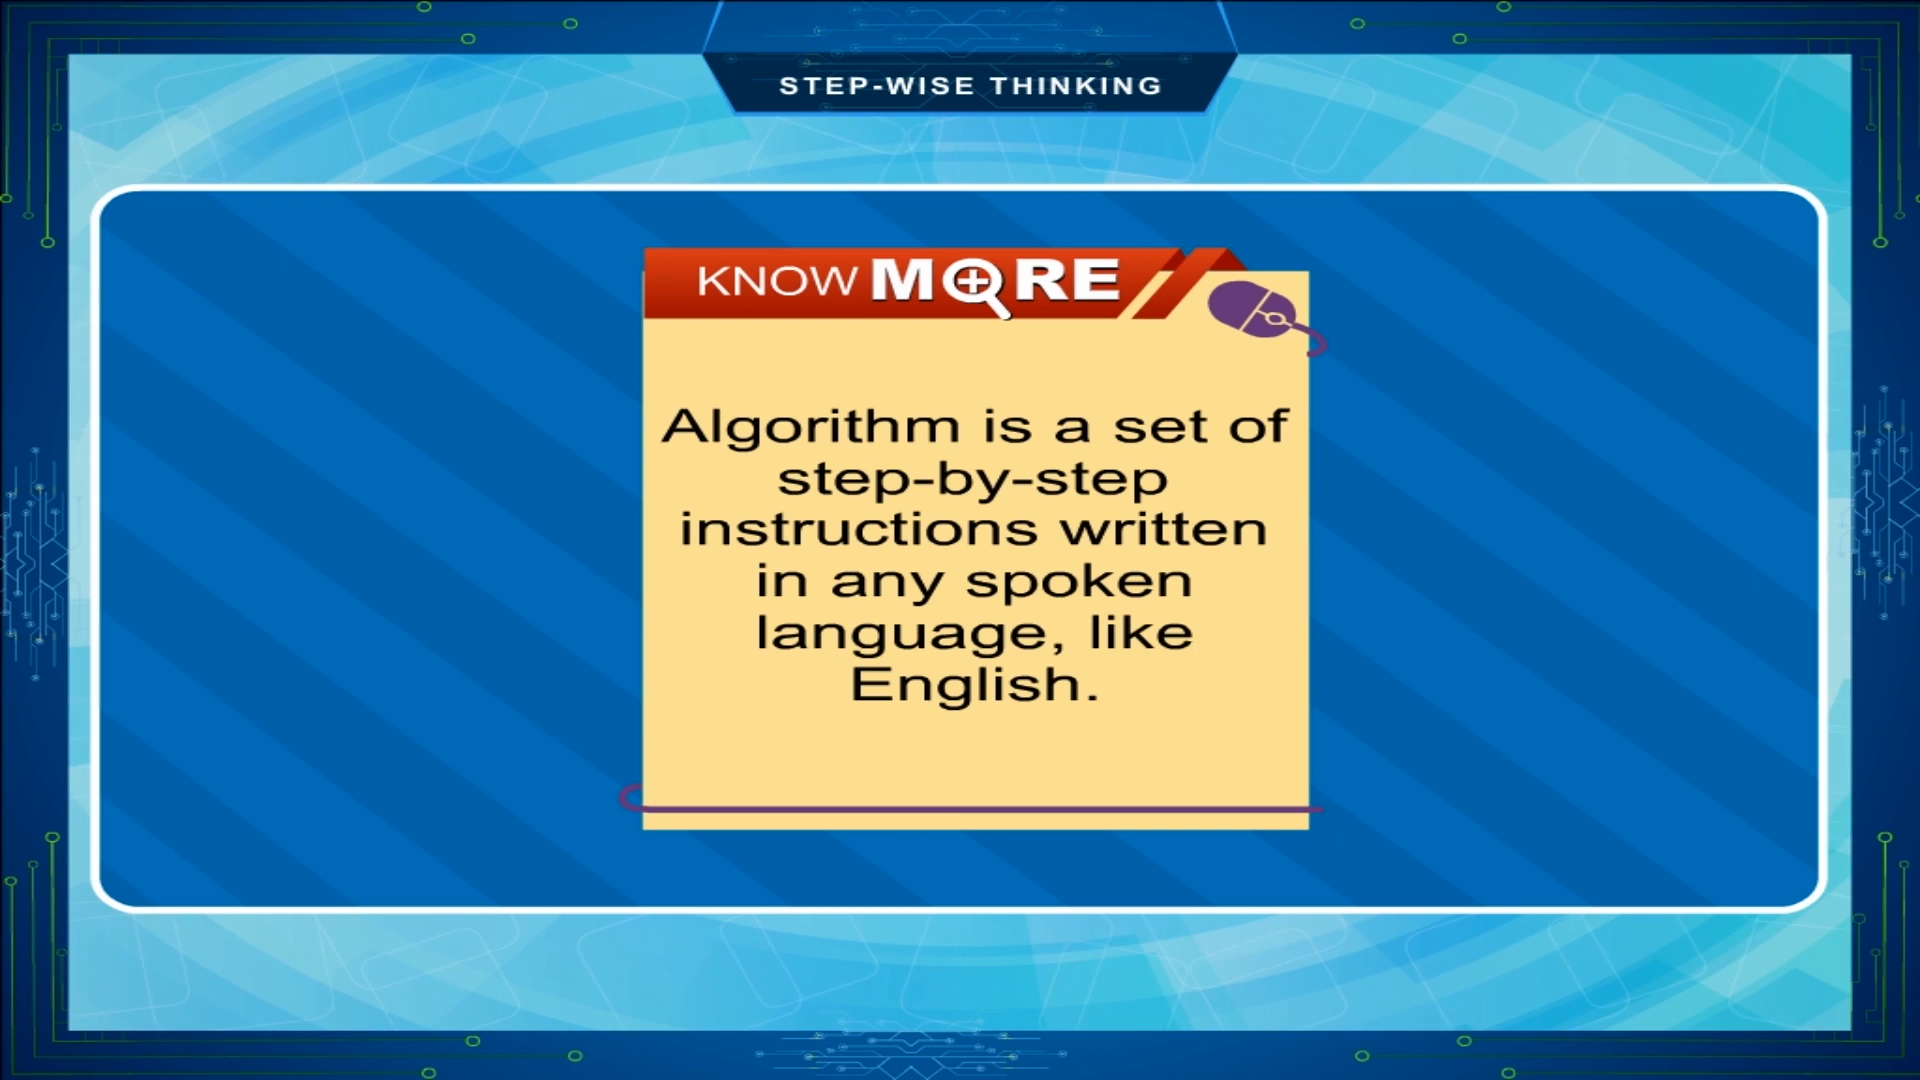 STEP-WISE THINKING
KNOW MORE
Algorithm is a set of
step-by-step
instructions written
in any spoken
language, like
English.